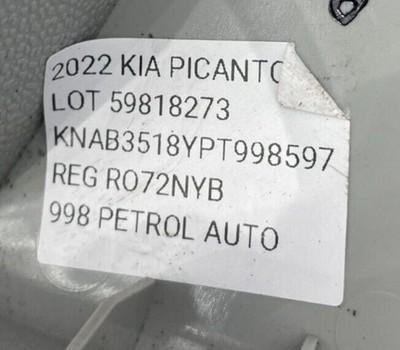 2022 KIA PICANTO
LOT 59818273
KNAB3518YPT998597
REG RO72NYB
998 PETROL AUTO